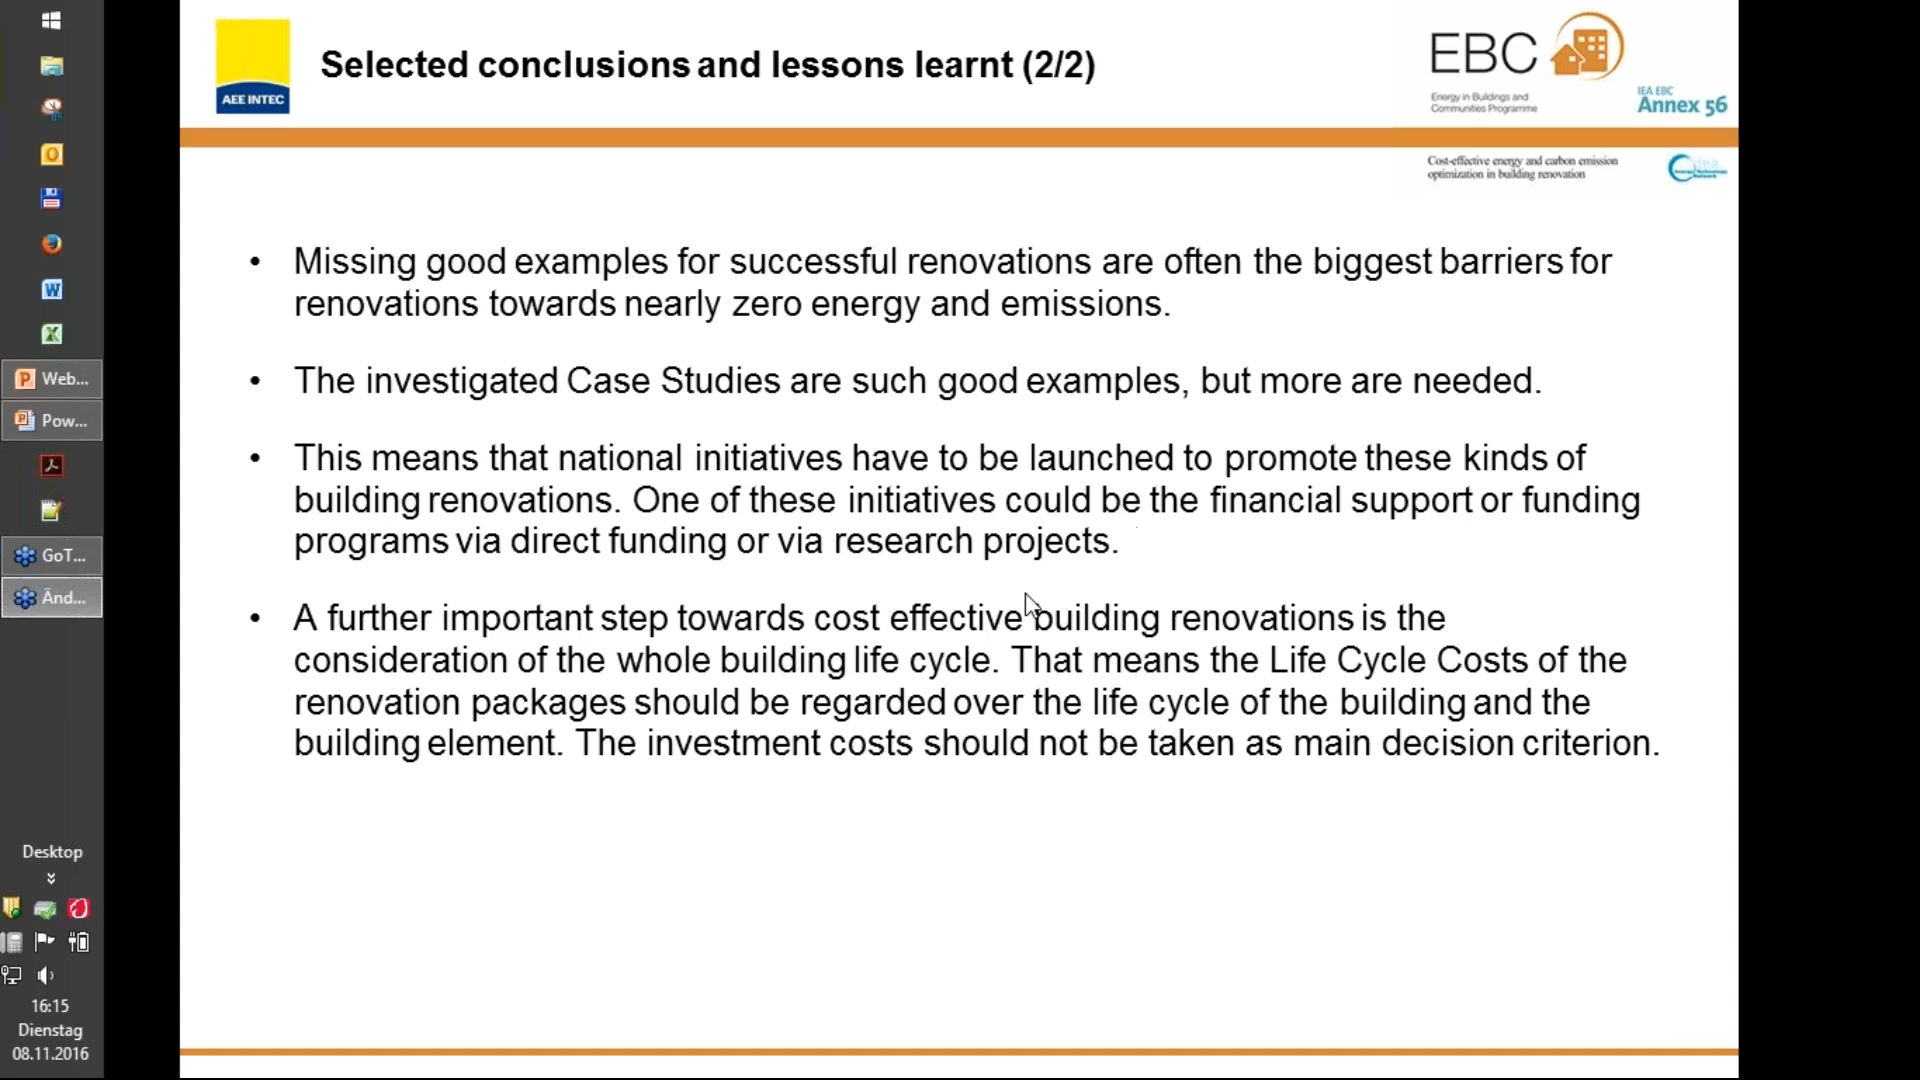 Selected conclusions and lessons learnt (2/2)
AEE INTEC
EBC
Energy in Buildings and
Communities Programme
IEA EBC
Annex 56
Cost-effective energy and carbon emission
optimization in building renovation
• Missing good examples for successful renovations are often the biggest barriers for
renovations towards nearly zero energy and emissions.
• The investigated Case Studies are such good examples, but more are needed.
• This means that national initiatives have to be launched to promote these kinds of
building renovations. One of these initiatives could be the financial support or funding
programs via direct funding or via research projects.
• A further important step towards cost effective building renovations is the
consideration of the whole building life cycle. That means the Life Cycle Costs of the
renovation packages should be regarded over the life cycle of the building and the
building element. The investment costs should not be taken as main decision criterion.
Web...
Pow...
GoT...
Änd...
Desktop
16:15
Dienstag
08.11.2016